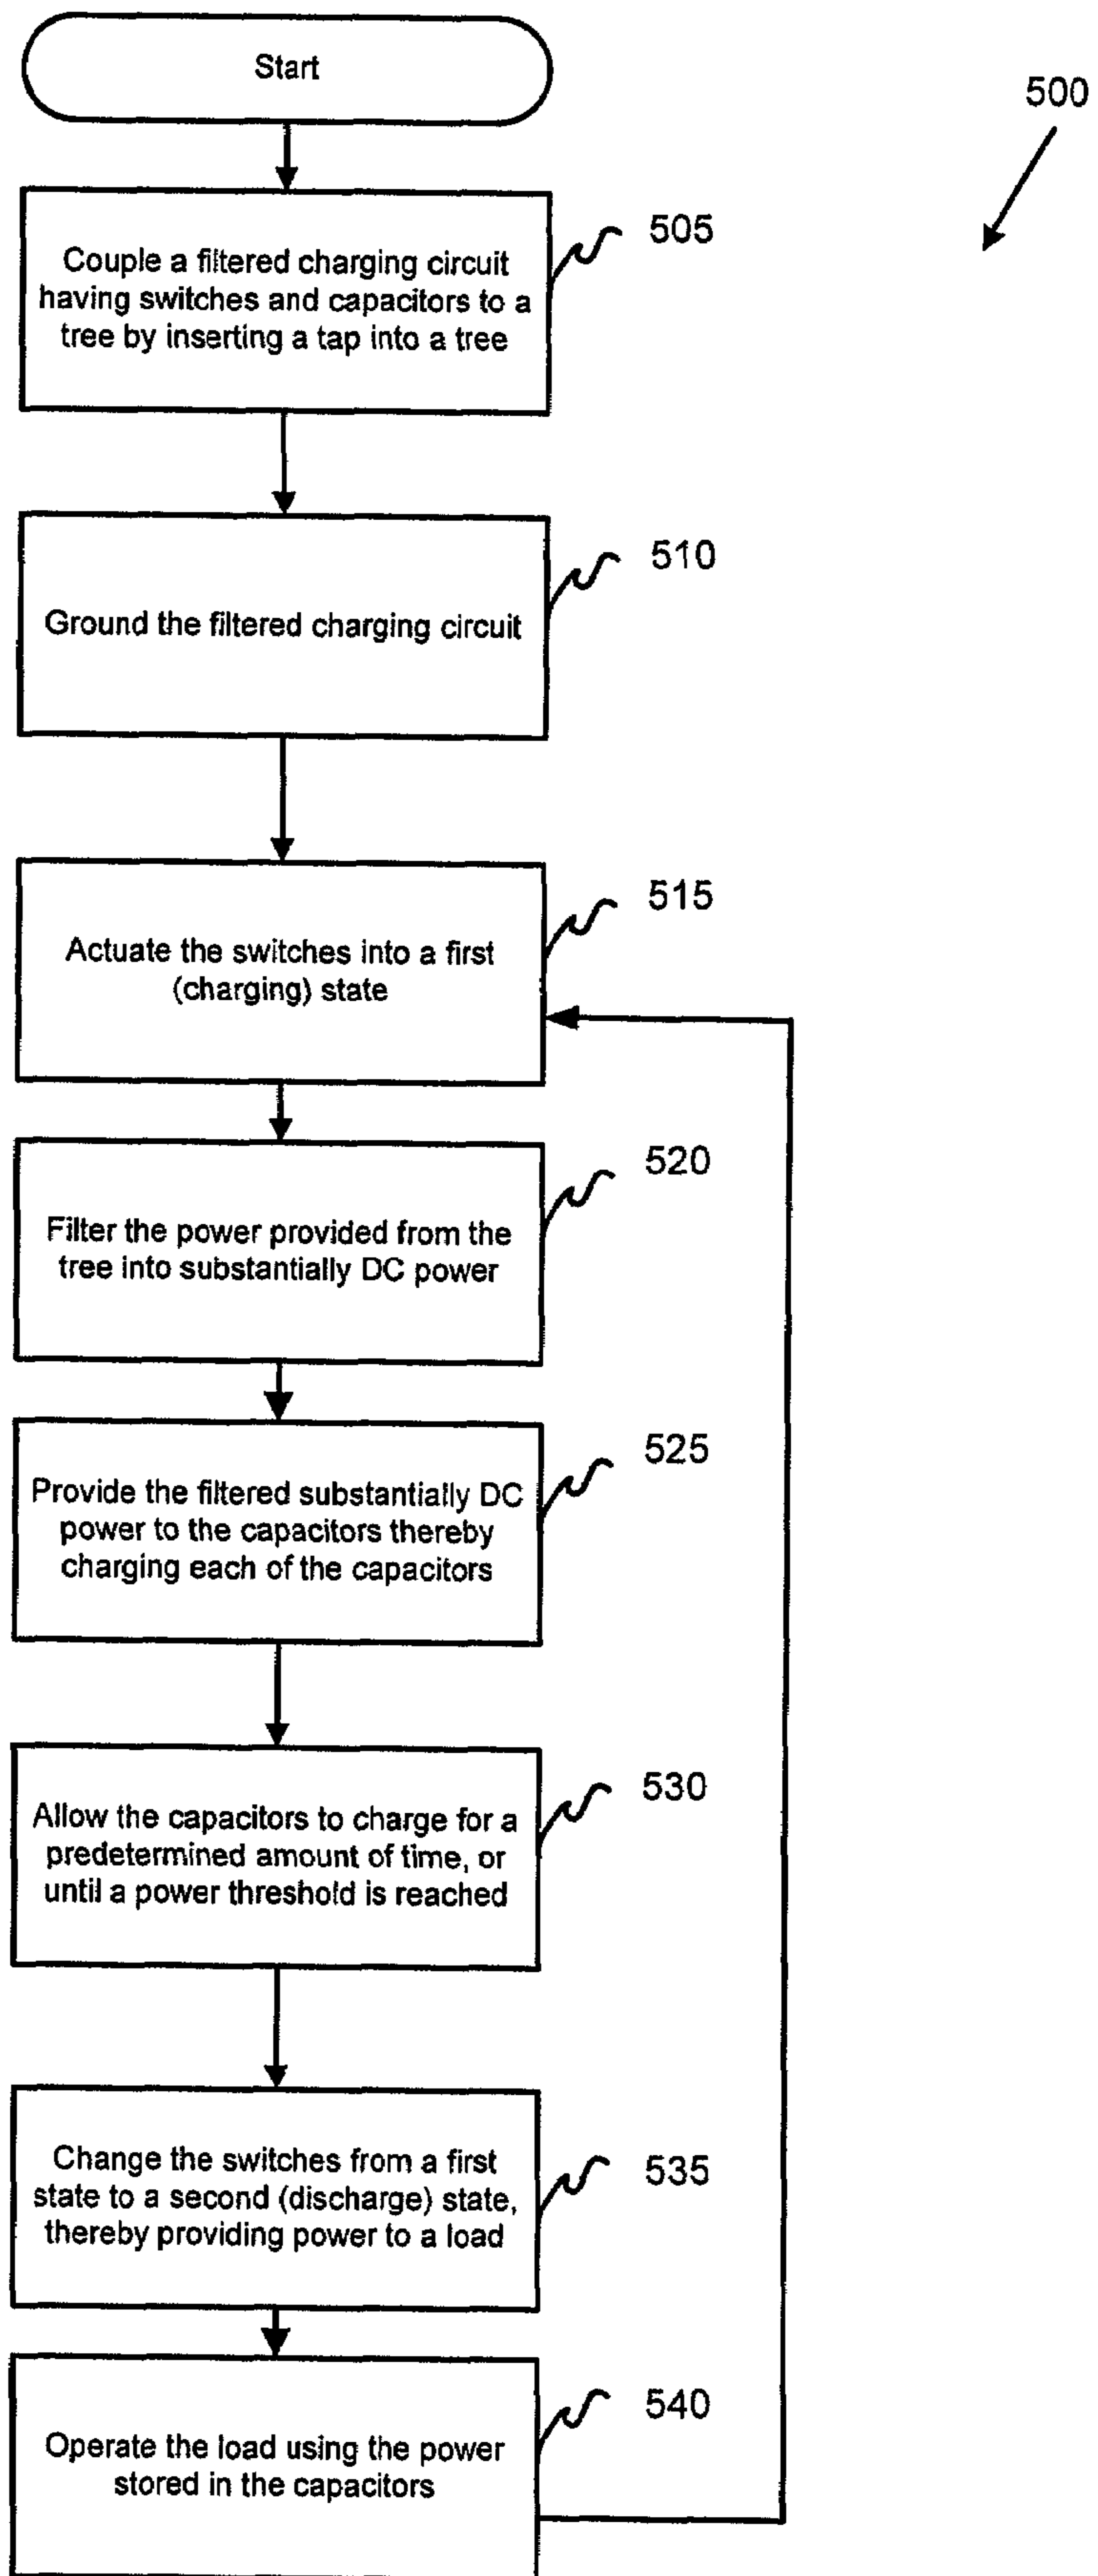 Start
500
505
Couple a filtered charging circuit
having switches and capacitors to a
tree by inserting a tap into a tree
510
Ground the filtered charging circuit
515
Actuate the switches into a first
(charging) state
520
Filter the power provided from the
tree into substantially DC power
525
Provide the filtered substantially DC
power to the capacitors thereby
charging each of the capacitors
530
Allow the capacitors to charge for a
predetermined amount of time, or
until a power threshold is reached
535
Change the switches from a first
state to a second (discharge) state,
thereby providing power to a load
540
Operate the load using the power
stored in the capacitors